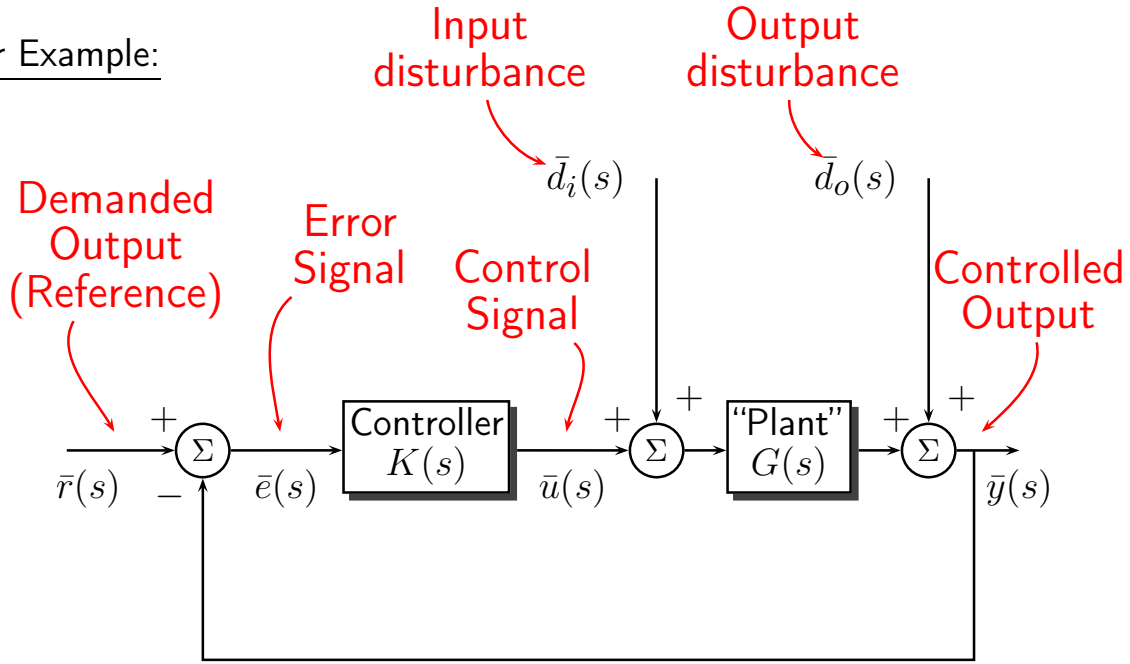 r Example:
Input
disturbance
Output
disturbance
d̄ᵢ(s)
d̄ₒ(s)
Demanded
Output
(Reference)
Error
Signal
Control
Signal
Controlled
Output
+
Σ
−
r̄(s)
ē(s)
Controller
K(s)
ū(s)
+
+
Σ
“Plant”
G(s)
+
+
Σ
ȳ(s)